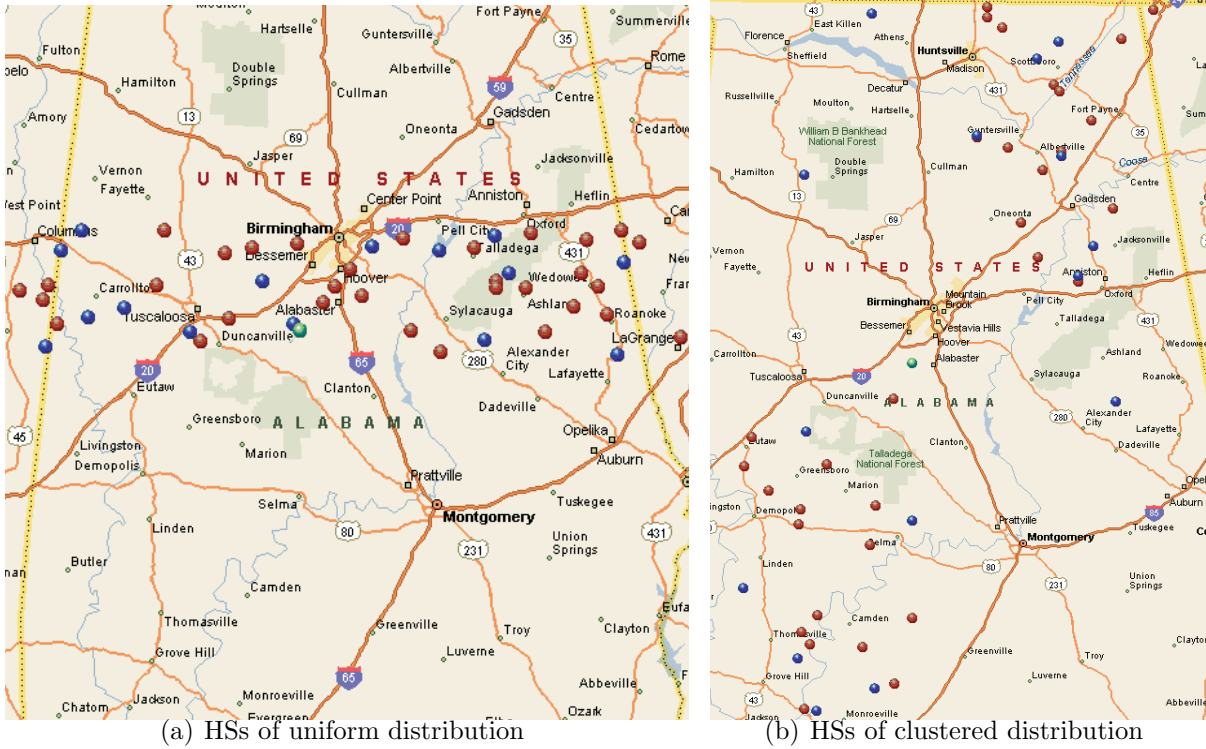 Moulton
Hartselle
Fort Payne
Summerville
Guntersville
35
Fulton
Rome
Hamilton
Double
Springs
Albertville
Cullman
59
Centre
Amory
13
Gadsden
69
Oneonta
Cedartow
Jasper
Jacksonville
Vernon
Fayette
UNITED STATES
Center Point
Anniston
Heflin
West Point
Columbus
Birmingham
20
Pell City
Oxford
Talladega
431
Bessemer
43
Hoover
Wedowee
Carrollton
Alabaster
Ashland
Tuscaloosa
Sylacauga
Roanoke
Duncanville
LaGrange
20
65
280
Alexander
City
Lafayette
Eutaw
Clanton
Dadeville
Greensboro
ALABAMA
45
Livingston
Marion
Opelika
Auburn
Demopolis
Prattville
Selma
Tuskegee
Montgomery
Linden
80
231
431
Union
Springs
Butler
Camden
Thomasville
Greenville
Troy
Clayton
Grove Hill
Luverne
65
Monroeville
Abbeville
Jackson
Chatom
Evergreen
Ozark
(a) HSs of uniform distribution
43
East Killen
Florence
Athens
Huntsville
Sheffield
Madison
Scottsboro
Tennessee
Decatur
431
Russellville
Moulton
Hartselle
Fort Payne
35
William B Bankhead
National Forest
Guntersville
Albertville
Double
Springs
Cullman
Coosa
Hamilton
Centre
13
Gadsden
69
Oneonta
Jasper
Jacksonville
Vernon
Fayette
UNITED STATES
Anniston
Heflin
Oxford
Birmingham
Mountain
Brook
Pell City
Bessemer
Vestavia Hills
Talladega
431
43
Hoover
Carrollton
Alabaster
Ashland
Wedowee
Tuscaloosa
20
Sylacauga
Roanoke
Duncanville
ALABAMA
280
Alexander
City
Lafayette
Eutaw
Clanton
Dadeville
Talladega
National Forest
Greensboro
Marion
Auburn
Demopolis
Prattville
85
Tuskegee
Selma
Montgomery
Linden
80
231
Union
Springs
Camden
Thomasville
Clayton
Greenville
Troy
Grove Hill
Luverne
43
Jackson
Monroeville
(b) HSs of clustered distribution